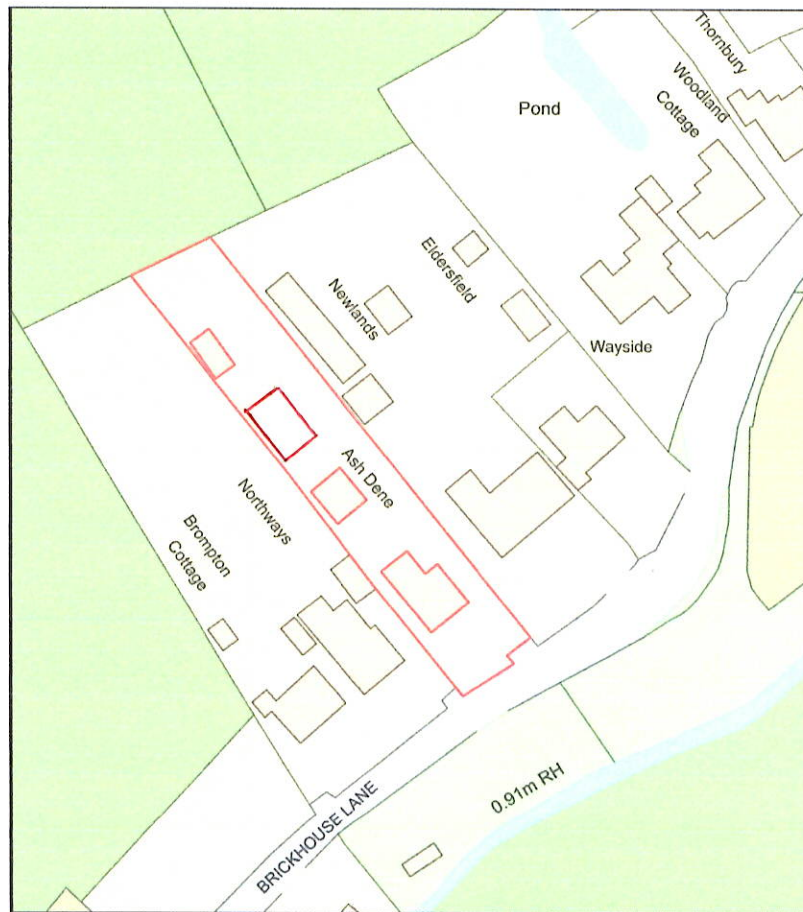 Thornbury
Woodland
Cottage
Pond
Eldersfield
Newlands
Wayside
Ash Dene
Northways
Brompton
Cottage
0.91m RH
BRICKHOUSE LANE